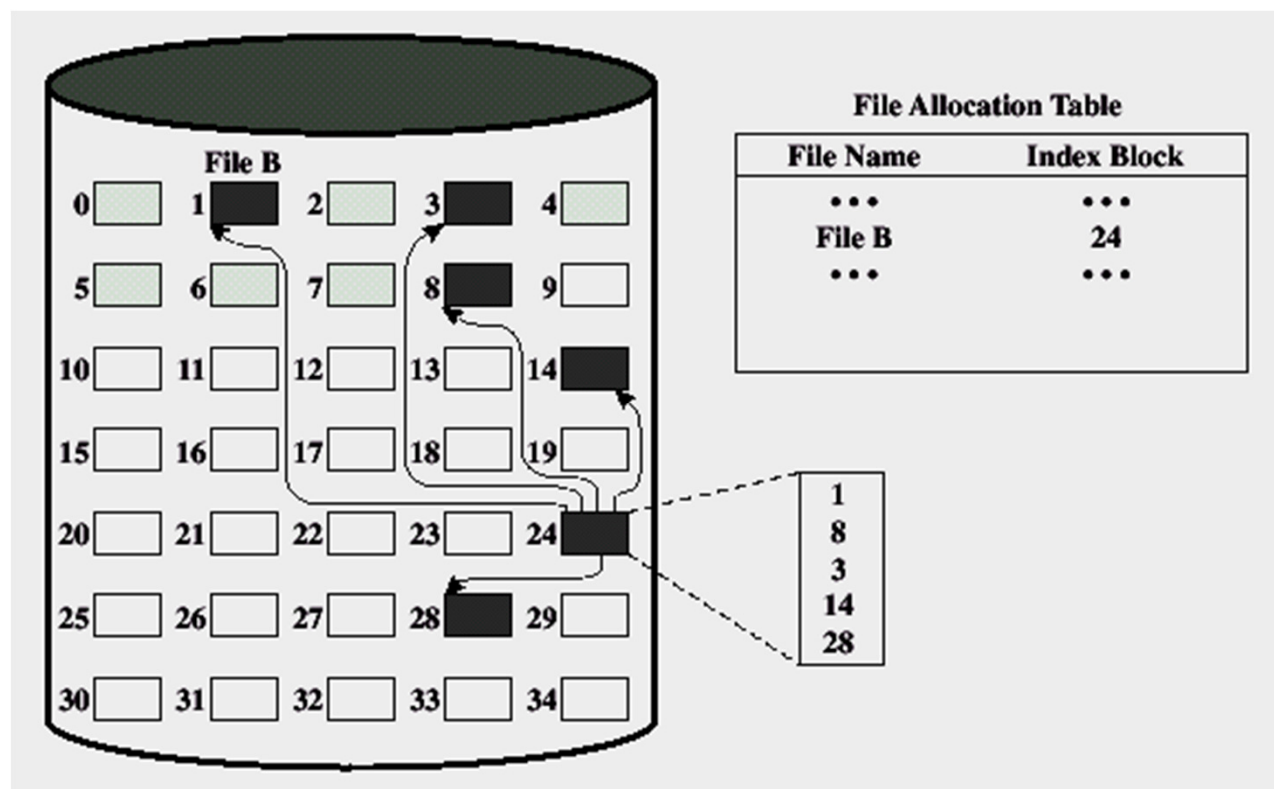 File Allocation Table
File Name Index Block
••• •••
File B 24
••• •••
File B
0 1 2 3 4
5 6 7 8 9
10 11 12 13 14
15 16 17 18 19
20 21 22 23 24
25 26 27 28 29
30 31 32 33 34
1
8
3
14
28